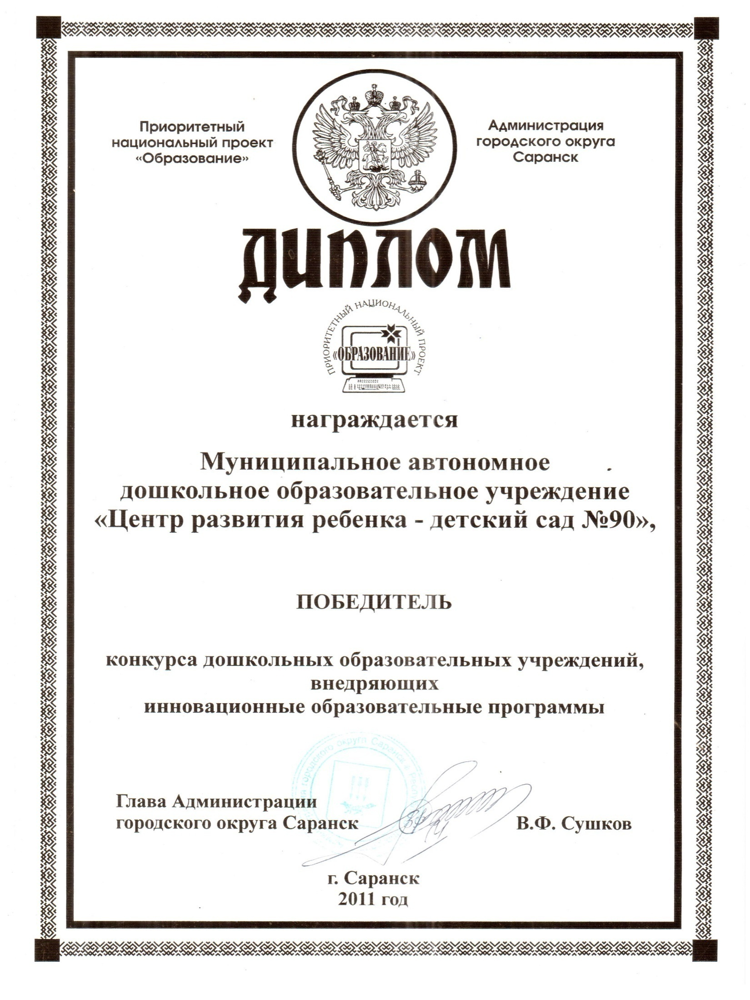 Приоритетный
национальный проект
«Образование»
Администрация
городского округа
Саранск
ДИПЛОМ
ПРИОРИТЕТНЫЙ НАЦИОНАЛЬНЫЙ ПРОЕКТ
«ОБРАЗОВАНИЕ»
награждается
Муниципальное автономное
дошкольное образовательное учреждение
«Центр развития ребенка - детский сад №90»,
ПОБЕДИТЕЛЬ
конкурса дошкольных образовательных учреждений,
внедряющих
инновационные образовательные программы
городского округа Саранск
Глава Администрации
городского округа Саранск
В.Ф. Сушков
г. Саранск
2011 год